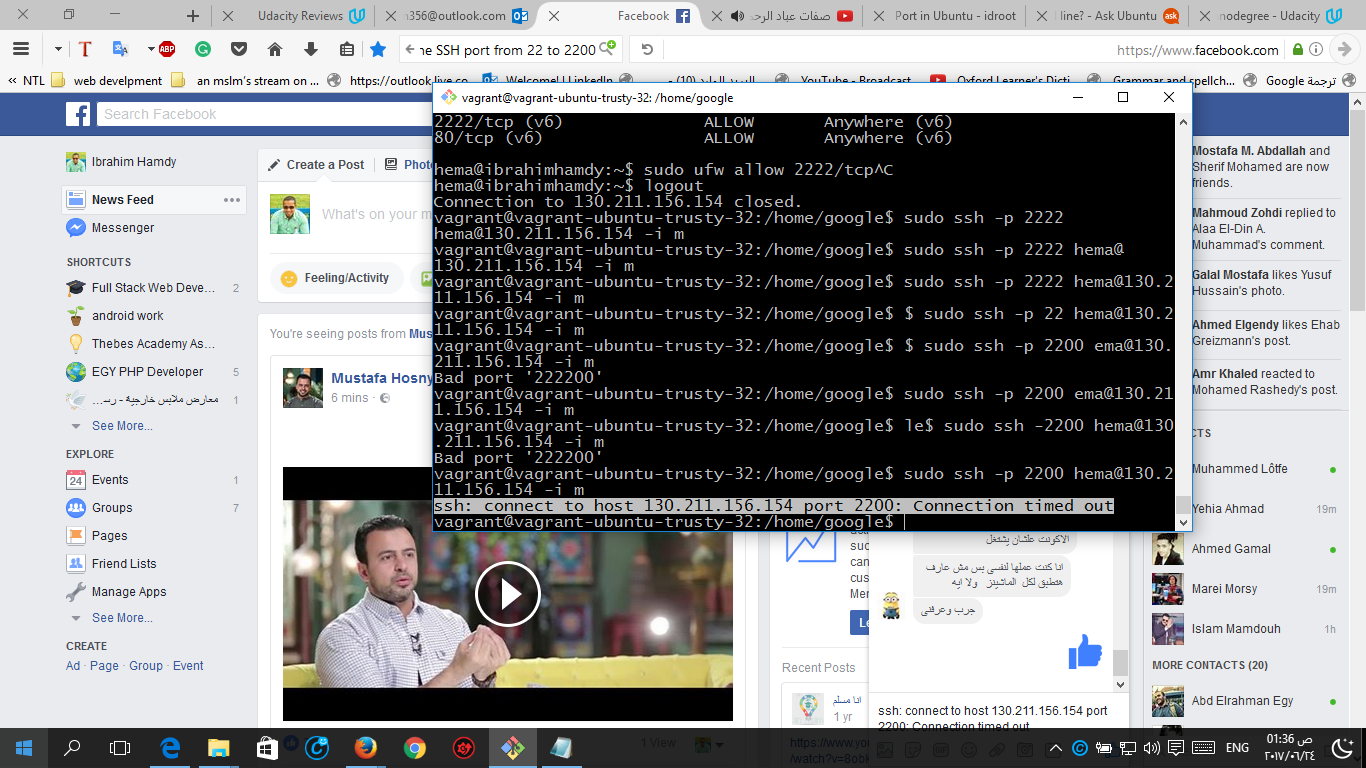 Udacity Reviews
ı356@outlook.com
Facebook
صفات عباد الرحـ
Port in Ubuntu - idroot
line? - Ask Ubuntu
nodegree - Udacity
ne SSH port from 22 to 2200
https://www.facebook.com
« NTL
web develpment
an mslm's stream on ...
https://outlook.live.co
Welcome! | LinkedIn
YouTube - Broadcast
Oxford Learner's Dicti
Grammar and spellch...
ترجمة Google
vagrant@vagrant-ubuntu-trusty-32: /home/google
2222/tcp (v6) ALLOW Anywhere (v6)
80/tcp (v6) ALLOW Anywhere (v6)
hema@ibrahimhamdy:~$ sudo ufw allow 2222/tcp^C
hema@ibrahimhamdy:~$ logout
Connection to 130.211.156.154 closed.
vagrant@vagrant-ubuntu-trusty-32:/home/google$ sudo ssh -p 2222
hema@130.211.156.154 -i m
vagrant@vagrant-ubuntu-trusty-32:/home/google$ sudo ssh -p 2222 hema@
130.211.156.154 -i m
vagrant@vagrant-ubuntu-trusty-32:/home/google$ sudo ssh -p 2222 hema@130.2
11.156.154 -i m
vagrant@vagrant-ubuntu-trusty-32:/home/google$ $ sudo ssh -p 22 hema@130.2
11.156.154 -i m
vagrant@vagrant-ubuntu-trusty-32:/home/google$ $ sudo ssh -p 2200 ema@130.
211.156.154 -i m
Bad port '222200'
vagrant@vagrant-ubuntu-trusty-32:/home/google$ sudo ssh -p 2200 ema@130.21
1.156.154 -i m
vagrant@vagrant-ubuntu-trusty-32:/home/google$ le$ sudo ssh -2200 hema@130
.211.156.154 -i m
Bad port '222200'
vagrant@vagrant-ubuntu-trusty-32:/home/google$ sudo ssh -p 2200 hema@130.2
11.156.154 -i m
ssh: connect to host 130.211.156.154 port 2200: Connection timed out
vagrant@vagrant-ubuntu-trusty-32:/home/google$
Search Facebook
Ibrahim Hamdy
News Feed
Messenger
SHORTCUTS
Full Stack Web Deve... 2
android work
Thebes Academy As...
EGY PHP Developer 5
معارض ملابس خارجية - رسـ... 1
See More...
EXPLORE
24 Events 1
Groups 7
Pages
Friend Lists
Manage Apps
See More...
CREATE
Ad · Page · Group · Event
Create a Post
Photo
What's on your m
Feeling/Activity
You're seeing posts from Mus
Mustafa Hosny
6 mins
1 View
suc
can
cus
Mer
Le
Recent Posts
انا مسلم
1 yr
https://www.you
/watch?v=8obl
الاكونت علشان يشتغل
انا كنت عملها لنفسى بس مش عارف
هتطبق لكل الماشينز ولا ايه
جرب وعرفنى
ssh: connect to host 130.211.156.154 port
2200: Connection timed out
Mostafa M. Abdallah and
Sherif Mohamed are now
friends.
Mahmoud Zohdi replied to
Alaa El-Din A.
Muhammad's comment.
Galal Mostafa likes Yusuf
Hussain's photo.
Ahmed Elgendy likes Ehab
Greizmann's post.
Amr Khaled reacted to
Mohamed Rashedy's post.
CTS
Muhammed Lôtfe
Yehia Ahmad 19m
Ahmed Gamal
Marei Morsy 19m
Islam Mamdouh 1h
MORE CONTACTS (20)
Abd Elrahman Egy
ENG
01:36 ص
٢٠١٧/٠٦/٢٤